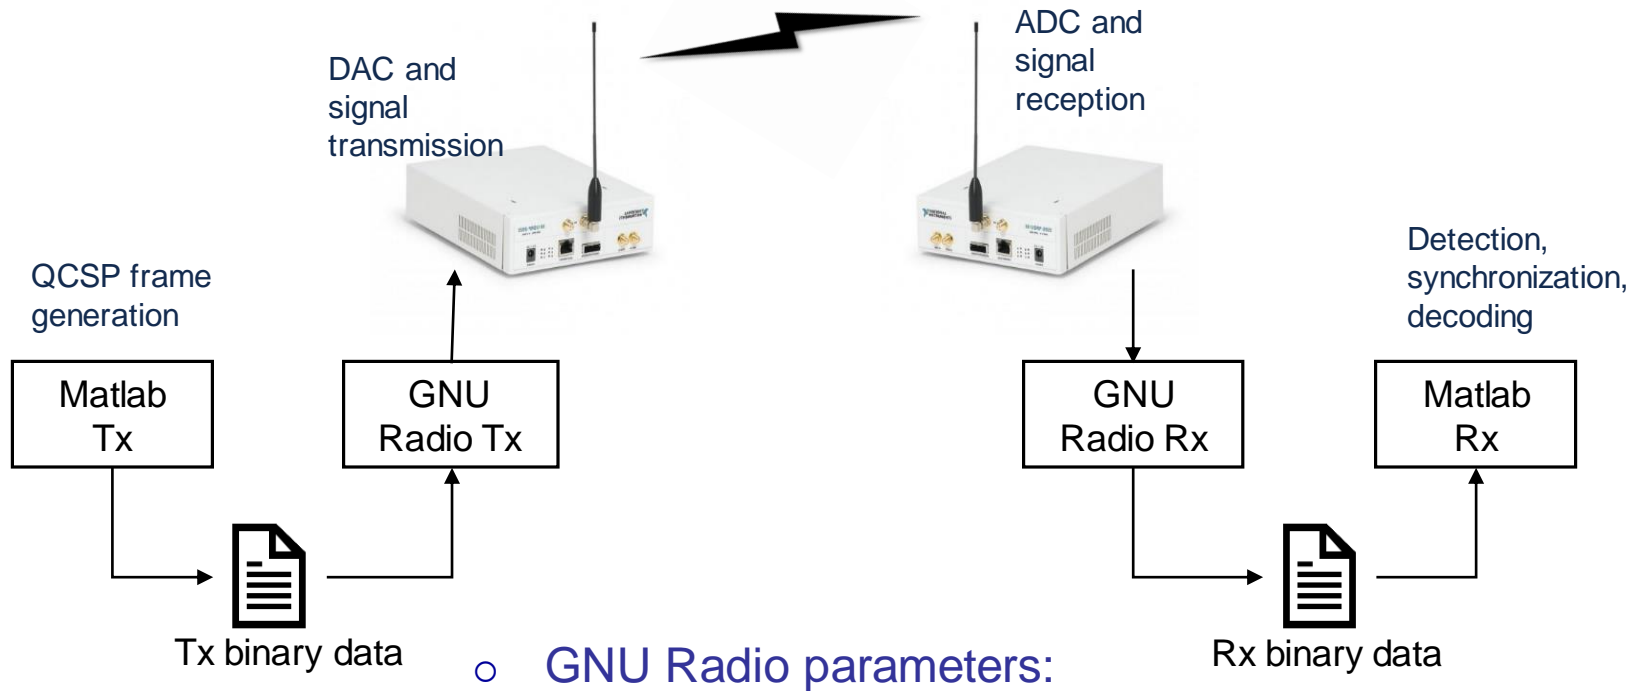 DAC and
signal
transmission
ADC and
signal
reception
QCSP frame
generation
Detection,
synchronization,
decoding
Matlab
Tx
GNU
Radio Tx
GNU
Radio Rx
Matlab
Rx
Tx binary data
Rx binary data
o GNU Radio parameters: